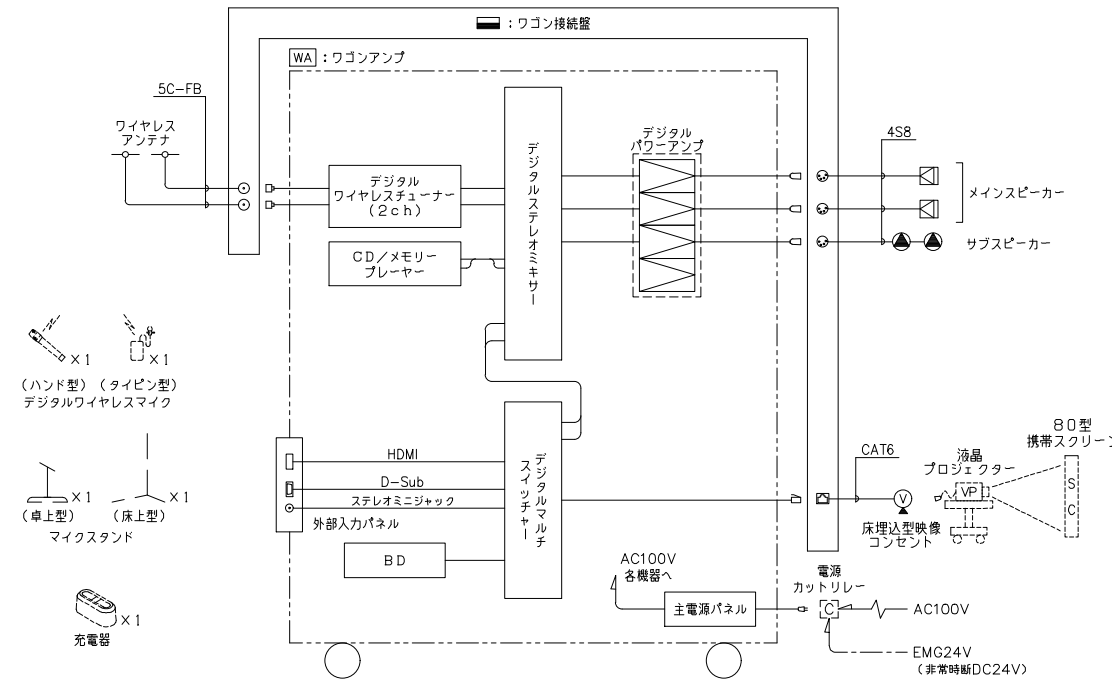 ：ワゴン接続盤
WA ：ワゴンアンプ
5C-FB
ワイヤレス
アンテナ
デジタル
ワイヤレスチューナー
(2ch)
CD／メモリー
プレーヤー
デジタルステレオミキサー
デジタル
パワーアンプ
4S8
メインスピーカー
サブスピーカー
×1
×1
(ハンド型)
(タイピン型)
デジタルワイヤレスマイク
×1
×1
(卓上型)
(床上型)
マイクスタンド
×1
充電器
HDMI
D-Sub
ステレオミニジャック
外部入力パネル
BD
デジタルマルチ
スイッチャー
CAT6
V
床埋込型映像
コンセント
液晶
プロジェクター
VP
80型
携帯スクリーン
S
C
AC100V
各機器へ
主電源パネル
電源
カットリレー
C
AC100V
EMG24V
(非常時断DC24V)